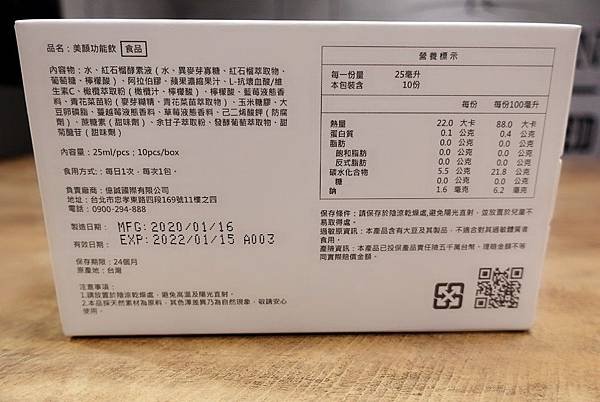 品名：美顏功能飲 食品
內容物：水、紅石榴酵素液（水、異麥芽寡糖、紅石榴萃取物、
葡萄糖、檸檬酸）、阿拉伯膠、蘋果濃縮果汁、L-抗壞血酸/維
生素C、橄欖萃取粉（橄欖汁、檸檬酸）、檸檬酸、藍莓液態香
料、青花菜苗粉（麥芽糊精、青花菜苗萃取物）、玉米糖膠、大
豆卵磷脂、蔓越莓液態香料、草莓液態香料、己二烯酸鉀（防腐
劑）、蔗糖素（甜味劑）、余甘子萃取粉、發酵葡萄萃取物、甜
菊醣苷（甜味劑）
內容量：25ml/pcs；10pcs/box
食用方式：每日1次，每次1包。
負責廠商：億誠國際有限公司
地址：台北市忠孝東路四段169號11樓之四
電話：0900-294-888
製造日期： MFG:2020/01/16
有效日期： EXP:2022/01/15 A003
保存期限：24個月
原產地：台灣
注意事項：
1.請放置於陰涼乾燥處，避免高溫及陽光直射。
2.本品採天然素材為原料，其色澤差異乃為自然現象，敬請安心
使用。
營養標示
每一份量 25毫升
本包裝含 10份
每份 每份100毫升
熱量 22.0 大卡 88.0 大卡
蛋白質 0.1 公克 0.4 公克
脂肪 0.0 公克 0.0 公克
飽和脂肪 0.0 公克 0.0 公克
反式脂肪 0.0 公克 0.0 公克
碳水化合物 5.5 公克 21.8 公克
糖 0.0 公克 0.0 公克
鈉 1.6 毫克 6.2 毫克
保存條件：請保存於陰涼乾燥處,避免陽光直射，並放置於兒童不
易取得處。
過敏原資訊：本產品含有大豆及其製品，不適合對其過敏體質者
食用。
產險資訊：本產品已投保產品責任險五千萬台幣、理賠金額不等
同實際賠償金額。